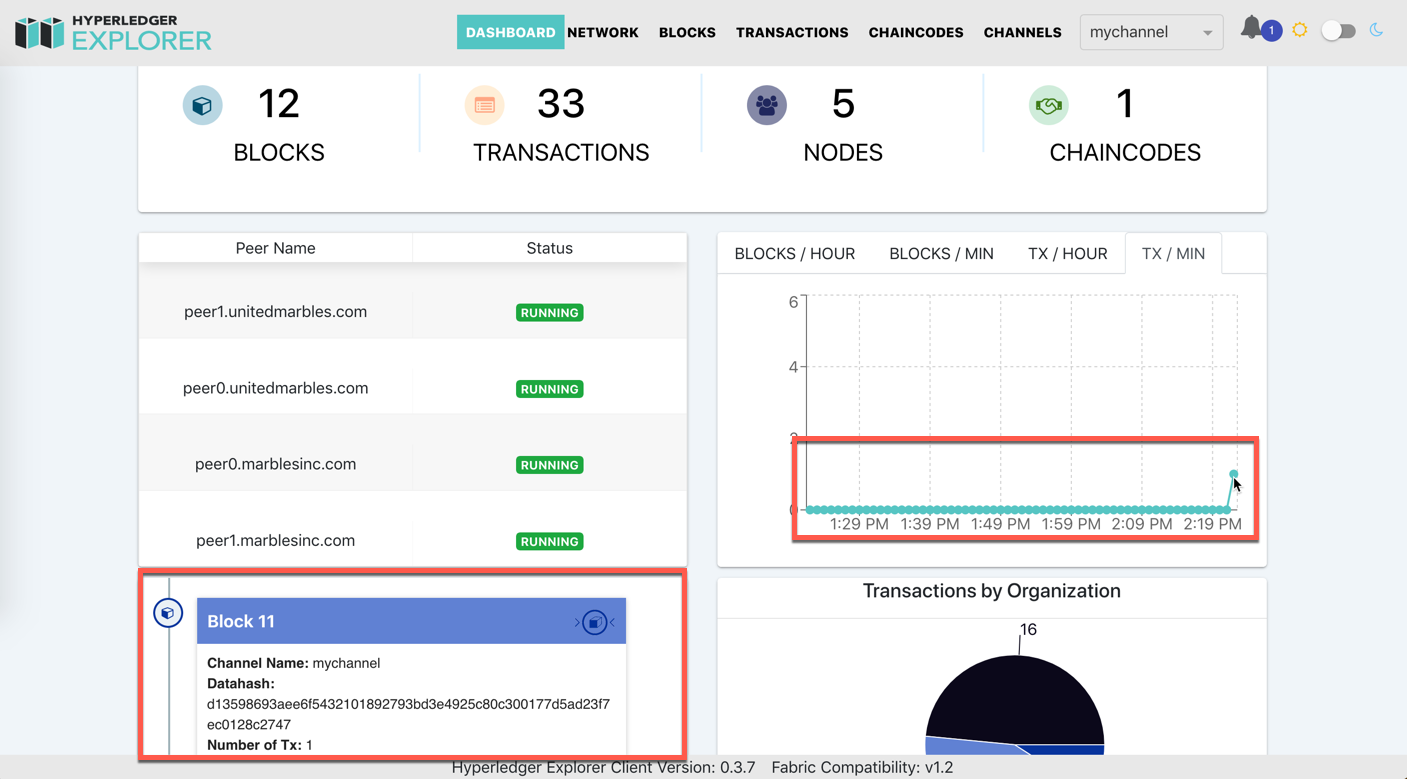 HYPERLEDGER
EXPLORER
DASHBOARD NETWORK BLOCKS TRANSACTIONS CHAINCODES CHANNELS mychannel 1
12 33 5 1
BLOCKS TRANSACTIONS NODES CHAINCODES
Peer Name Status
peer1.unitedmarbles.com RUNNING
peer0.unitedmarbles.com RUNNING
peer0.marblesinc.com RUNNING
peer1.marblesinc.com RUNNING
BLOCKS / HOUR BLOCKS / MIN TX / HOUR TX / MIN
6
4
2
0
1:29 PM 1:39 PM 1:49 PM 1:59 PM 2:09 PM 2:19 PM
Block 11
Channel Name: mychannel
Datahash:
d13598693aee6f5432101892793bd3e4925c80c300177d5ad23f7
ec0128c2747
Number of Tx: 1
Transactions by Organization
16
Hyperledger Explorer Client Version: 0.3.7 Fabric Compatibility: v1.2